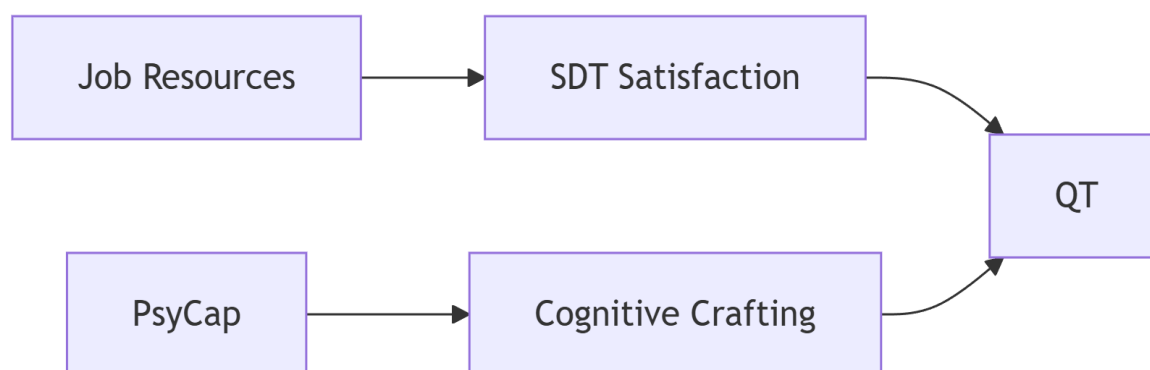 Job Resources
SDT Satisfaction
QT
PsyCap
Cognitive Crafting